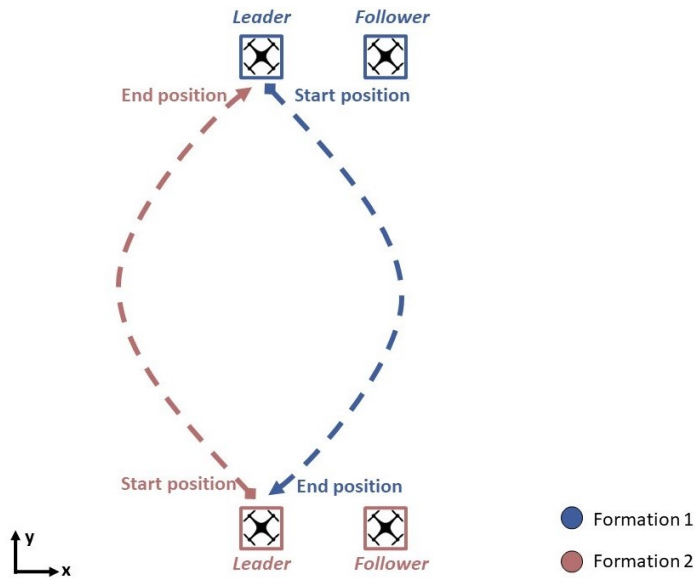 Leader
Follower
End position
Start position
Start position
End position
Leader
Follower
y
x
Formation 1
Formation 2